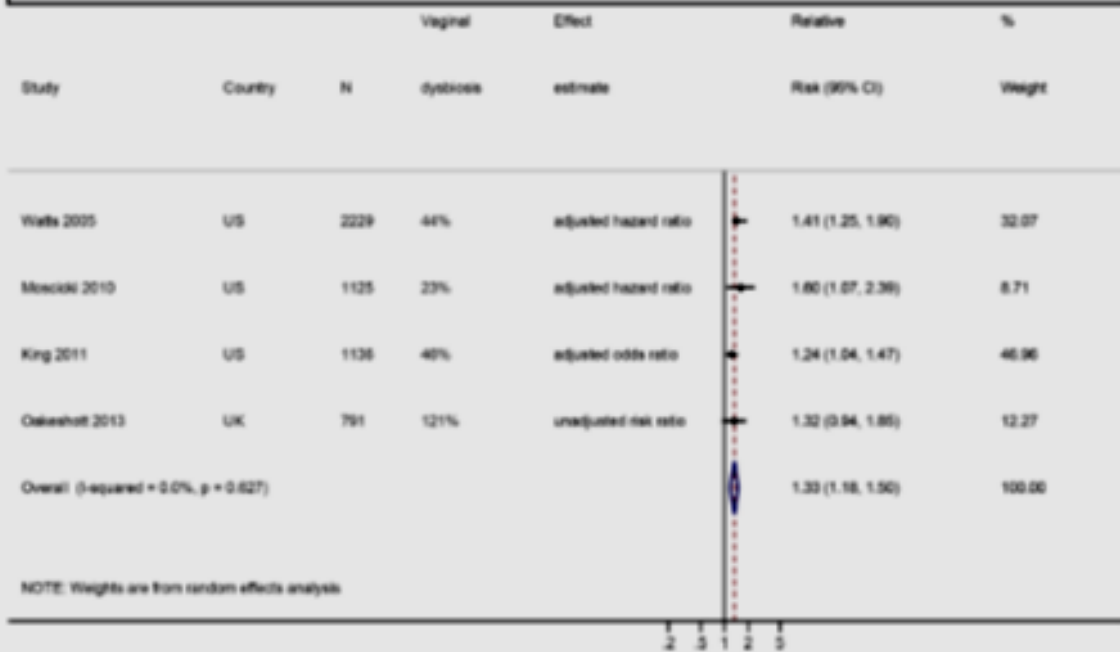 Vaginal Effect Relative %
Study Country N dysbiosis estimate Risk (95% CI) Weight
Watts 2005 US 2229 44% adjusted hazard ratio 1.41 (1.25, 1.90) 32.07
Moscicki 2010 US 1125 23% adjusted hazard ratio 1.60 (1.07, 2.39) 8.71
King 2011 US 1136 adjusted odds ratio 1.24 (1.04, 1.47)
Oakeshott 2013 UK 791 121% unadjusted risk ratio 1.32 (0.94, 1.85) 12.27
Overall (I-squared = 0.0%, p = 0.627) 1.33 (1.18, 1.50) 100.00
NOTE: Weights are from random effects analysis
.2 .5 1 2 5